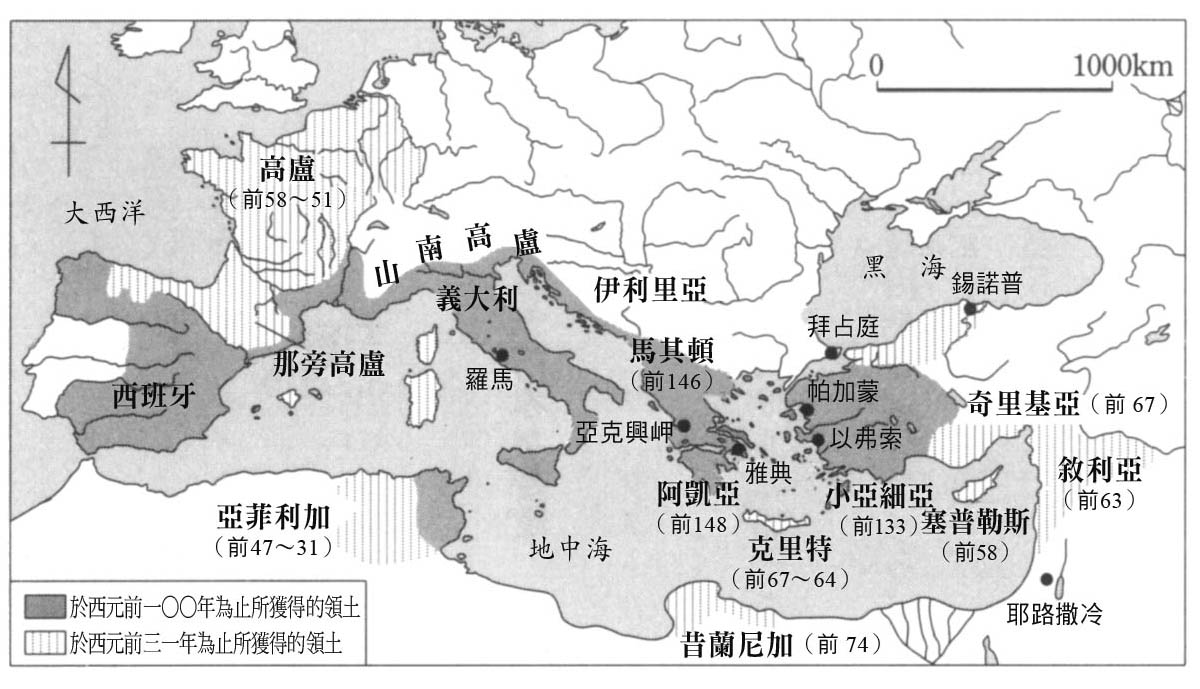 0 1000km
高盧
（前58～51）
大西洋
山南高盧
黑 海
錫諾普
伊利里亞
義大利
拜占庭
馬其頓
（前146）
那旁高盧
羅馬
帕加蒙
西班牙
奇里基亞（前 67）
亞克興岬
以弗索
雅典
敘利亞
（前63）
阿凱亞
（前148）
小亞細亞
（前133）
塞普勒斯
（前58）
亞菲利加
（前47～31）
地中海
克里特
（前67～64）
耶路撒冷
昔蘭尼加（前 74）
於西元前一〇〇年為止所獲得的領土
於西元前三一年為止所獲得的領土